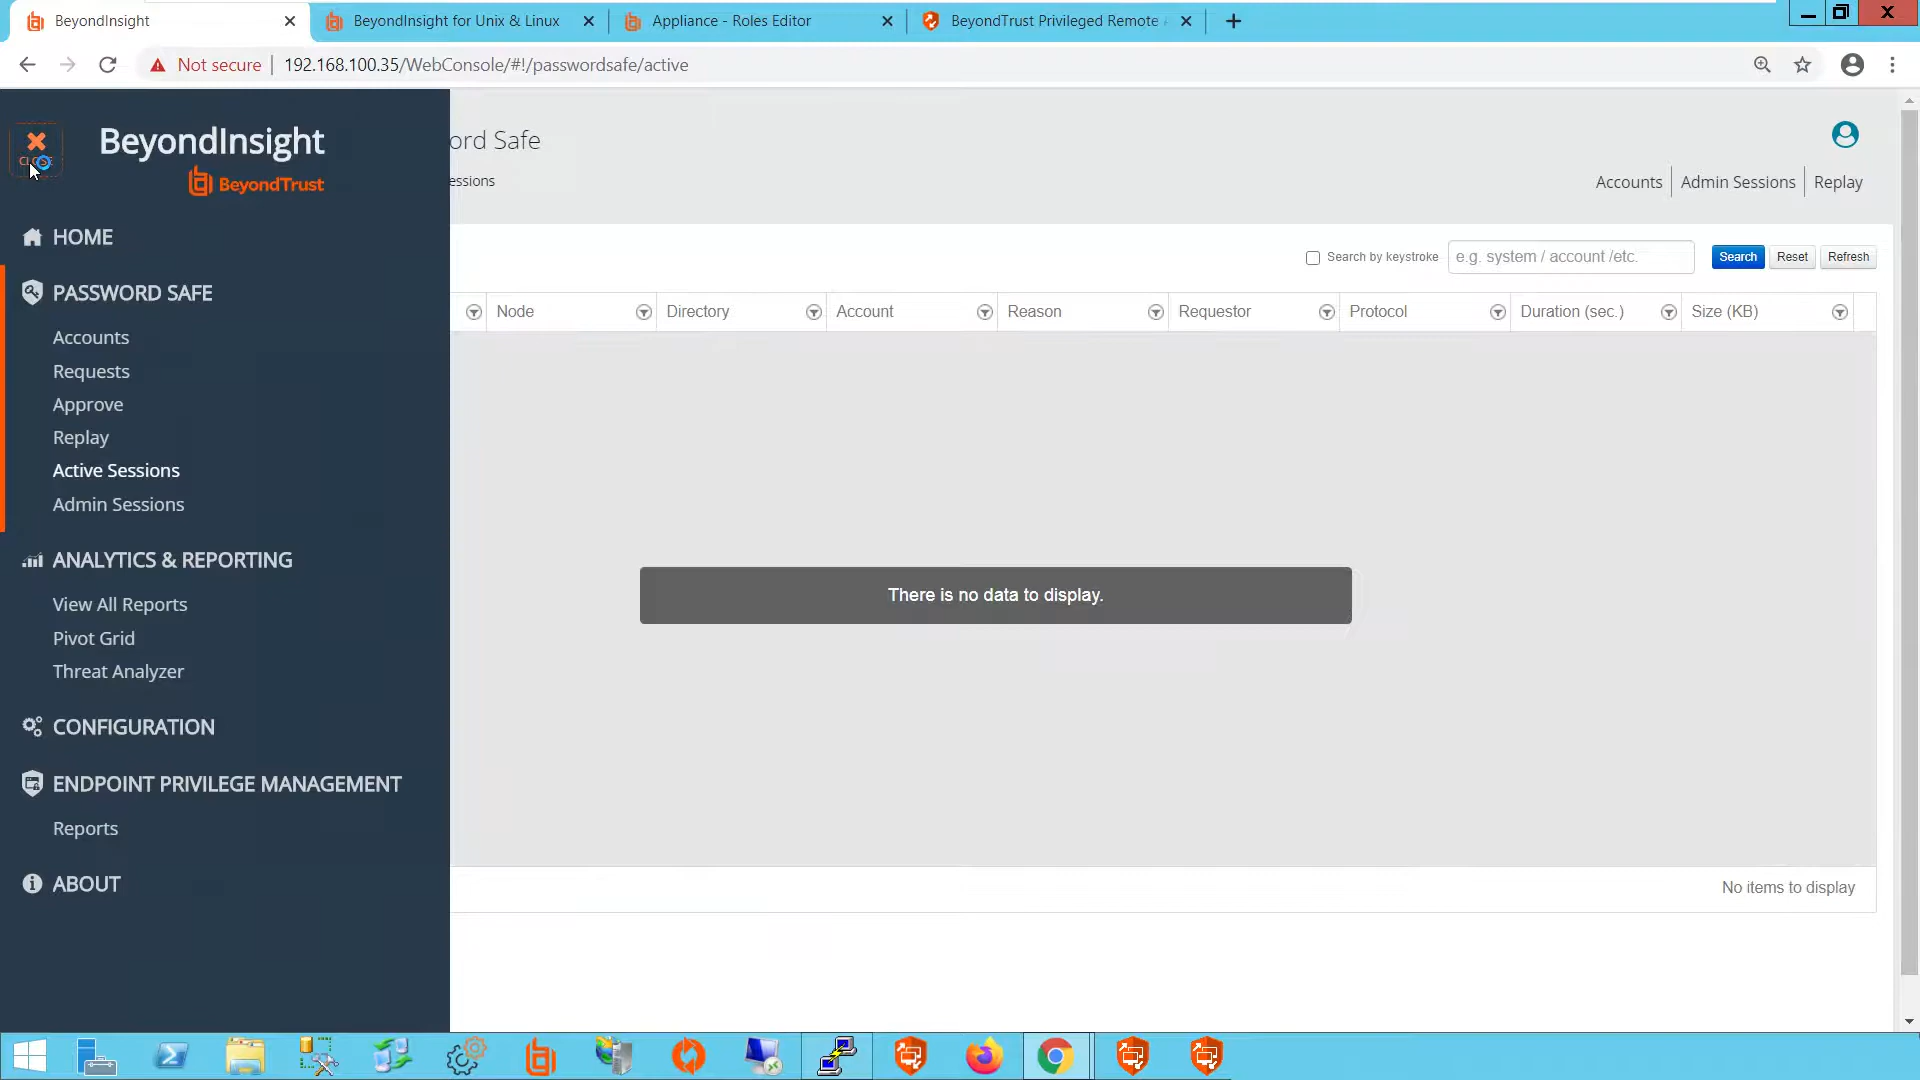 BeyondInsight
BeyondInsight for Unix & Linux
Appliance - Roles Editor
BeyondTrust Privileged Remote
Not secure
192.168.100.35/WebConsole/#!/passwordsafe/active
CLOSE
BeyondInsight
BeyondTrust
ord Safe
essions
Accounts
Admin Sessions
Replay
HOME
PASSWORD SAFE
Accounts
Requests
Approve
Replay
Active Sessions
Admin Sessions
ANALYTICS & REPORTING
View All Reports
Pivot Grid
Threat Analyzer
CONFIGURATION
ENDPOINT PRIVILEGE MANAGEMENT
Reports
ABOUT
Search by keystroke
e.g. system / account /etc.
Search
Reset
Refresh
Node
Directory
Account
Reason
Requestor
Protocol
Duration (sec.)
Size (KB)
There is no data to display.
No items to display